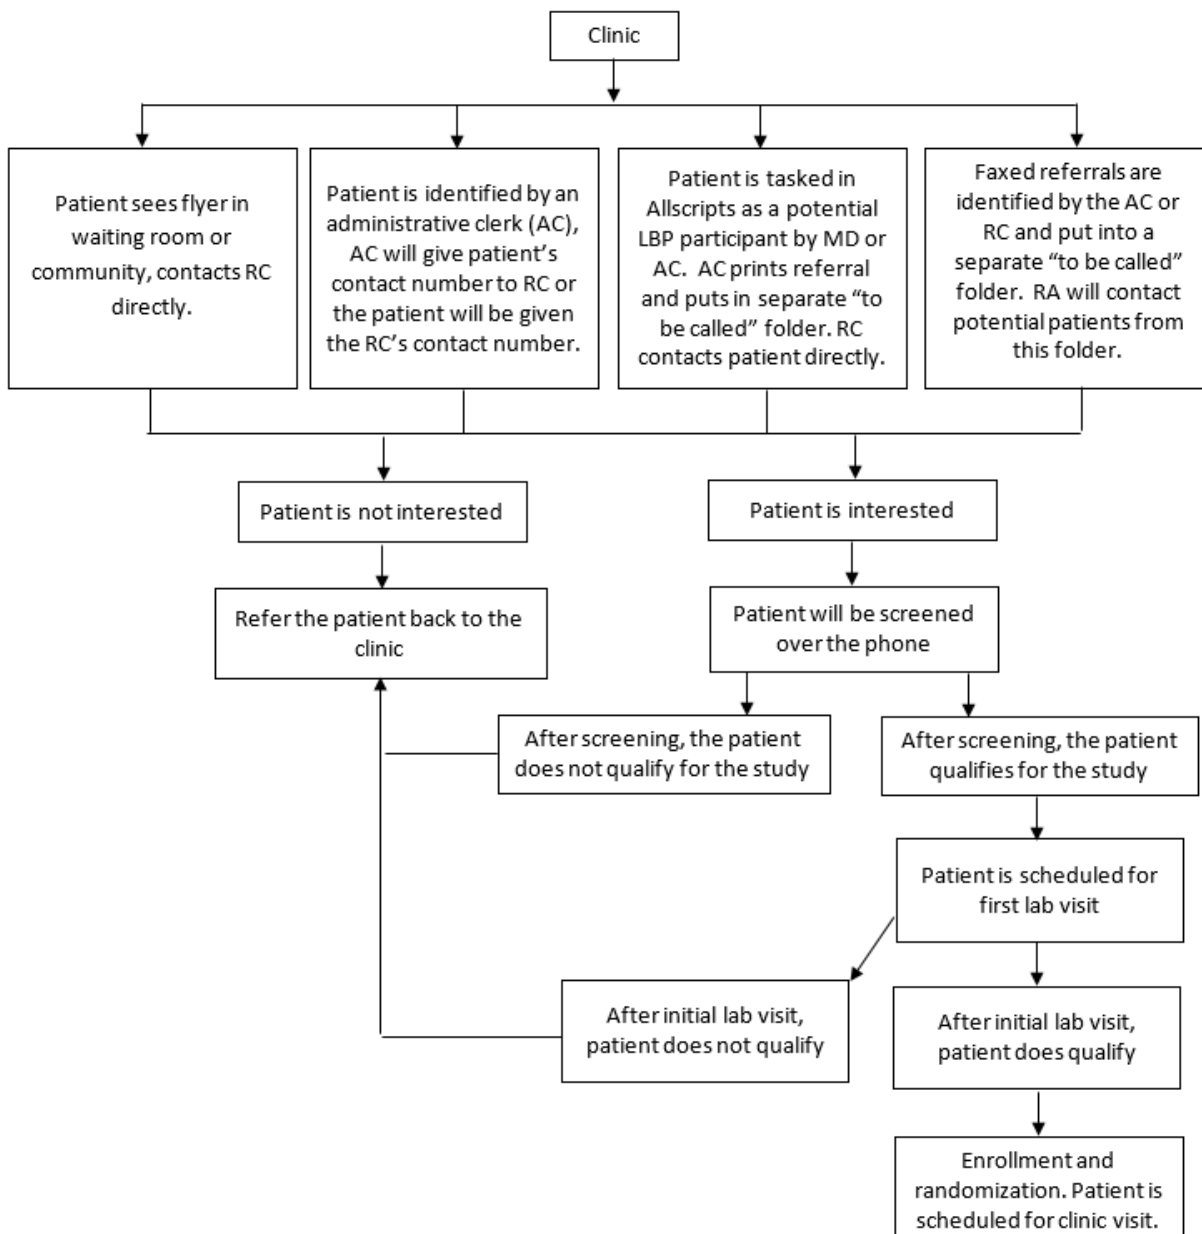 Clinic
Patient sees flyer in
waiting room or
community, contacts RC
directly.
Patient is identified by an
administrative clerk (AC),
AC will give patient’s
contact number to RC or
the patient will be given
the RC’s contact number.
Patient is tasked in
Allscripts as a potential
LBP participant by MD or
AC.  AC prints referral
and puts in separate “to
be called” folder. RC
contacts patient directly.
Faxed referrals are
identified by the AC or
RC and put into a
separate “to be called”
folder.  RA will contact
potential patients from
this folder.
Patient is not interested
Patient is interested
Refer the patient back to the
clinic
Patient will be screened
over the phone
After screening, the patient
does not qualify for the study
After screening, the patient
qualifies for the study
Patient is scheduled for
first lab visit
After initial lab visit,
patient does not qualify
After initial lab visit,
patient does qualify
Enrollment and
randomization. Patient is
scheduled for clinic visit.